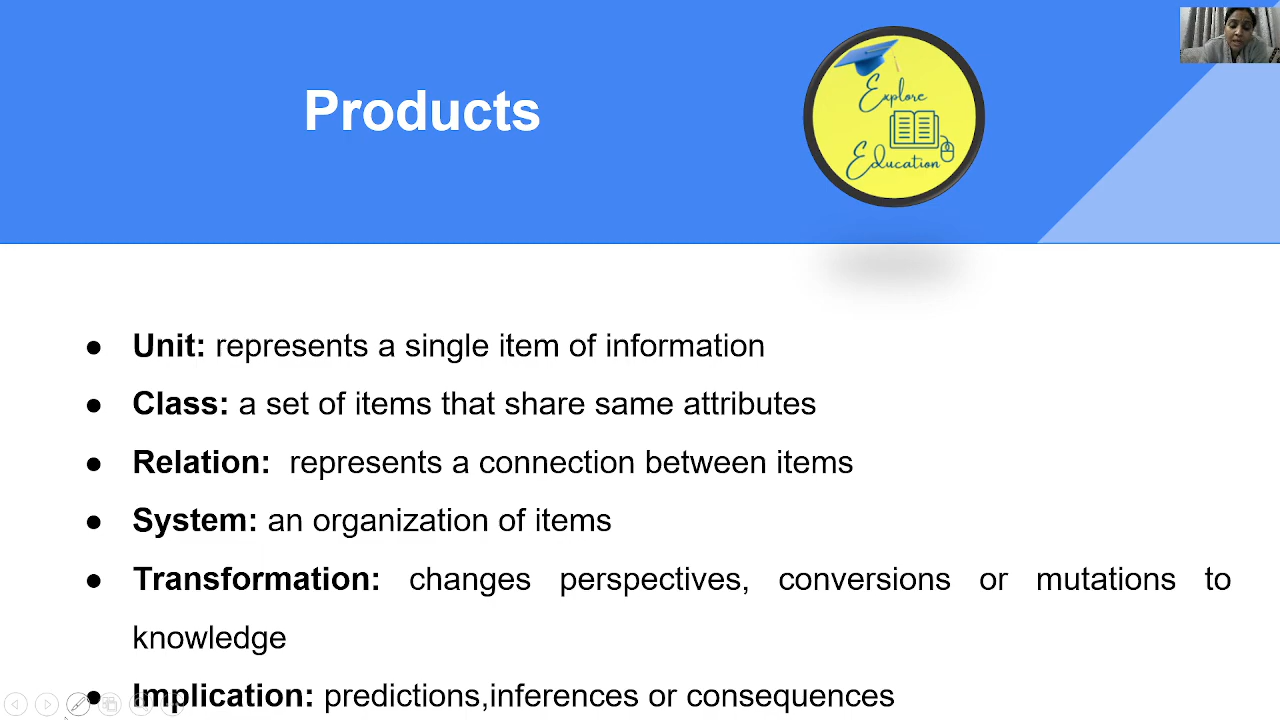 Products
Explore
Education
● Unit: represents a single item of information
● Class: a set of items that share same attributes
● Relation: represents a connection between items
● System: an organization of items
● Transformation: changes perspectives, conversions or mutations to
knowledge
● Implication: predictions,inferences or consequences